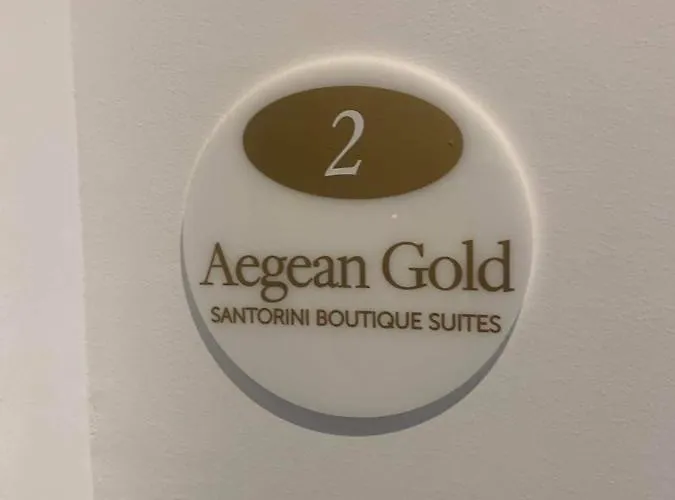 2
Aegean Gold
SANTORINI BOUTIQUE SUITES